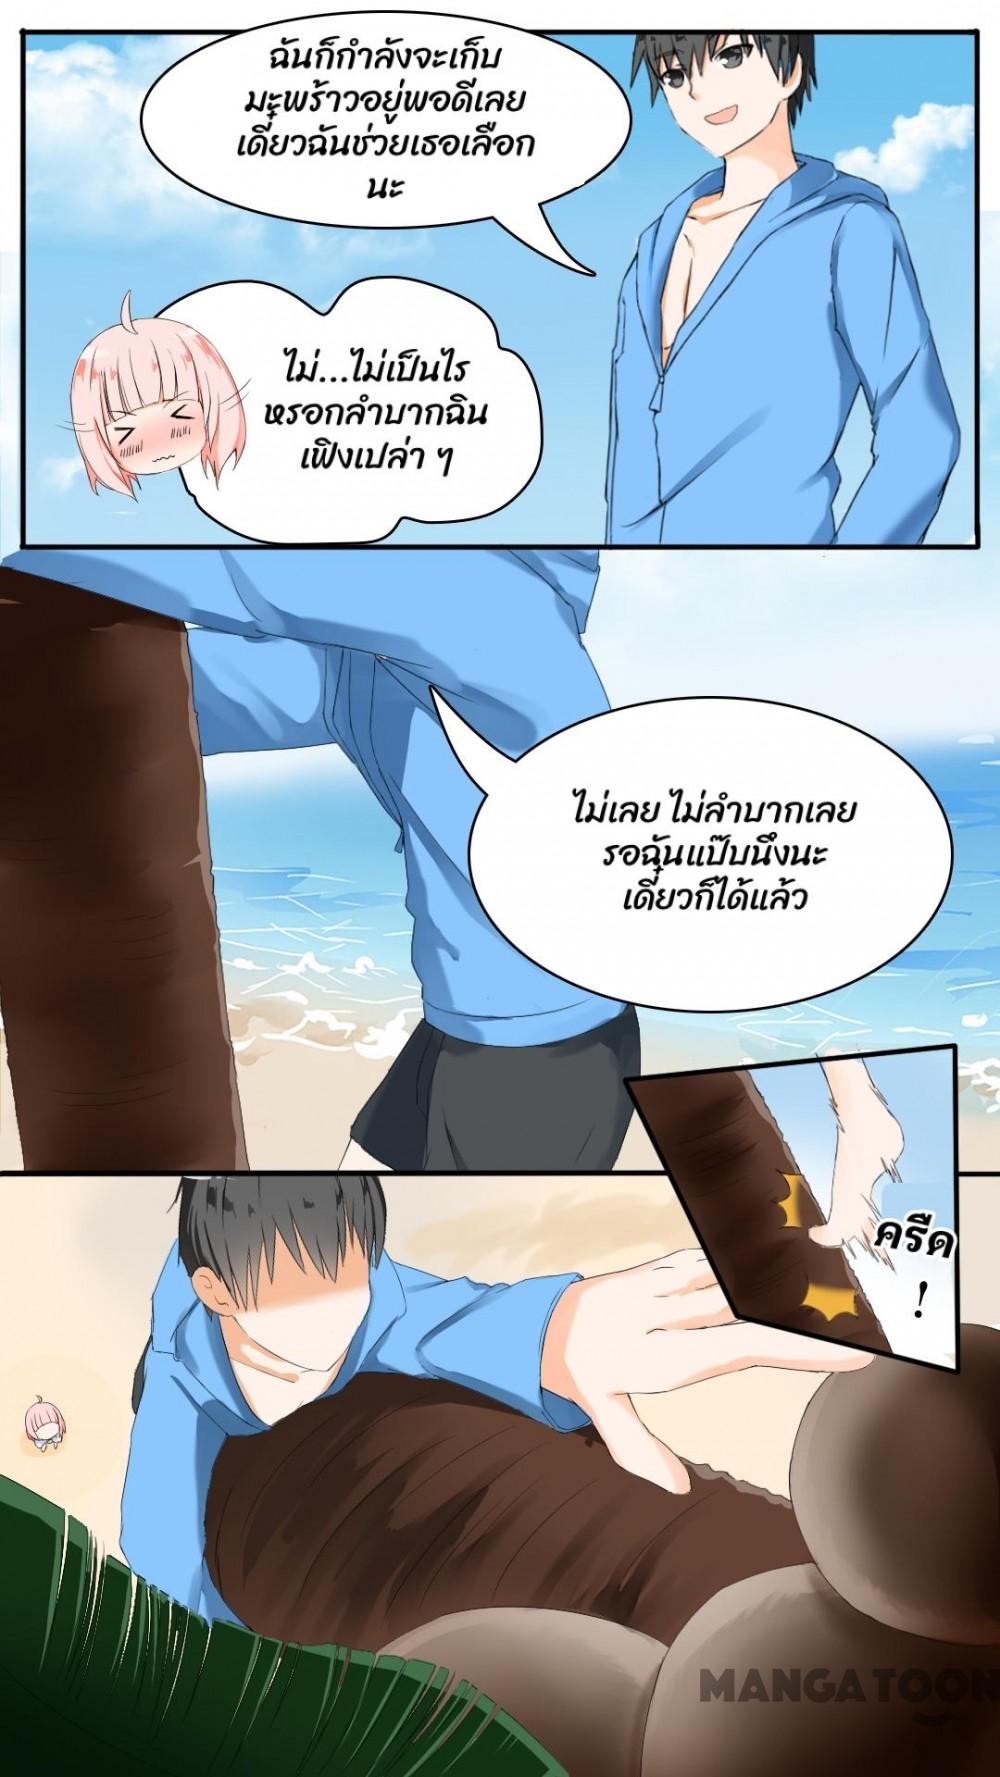 ฉันก็กำลังจะเก็บ
มะพร้าวอยู่พอดีเลย
เดี๋ยวฉันช่วยเธอเลือก
นะ
ไม่...ไม่เป็นไร
หรอกลำบากฉิน
เฟิงเปล่า ๆ
ไม่เลย ไม่ลำบากเลย
รอฉันแป๊บนึงนะ
เดี๋ยวก็ได้แล้ว
ครืด
!
MANGATOON